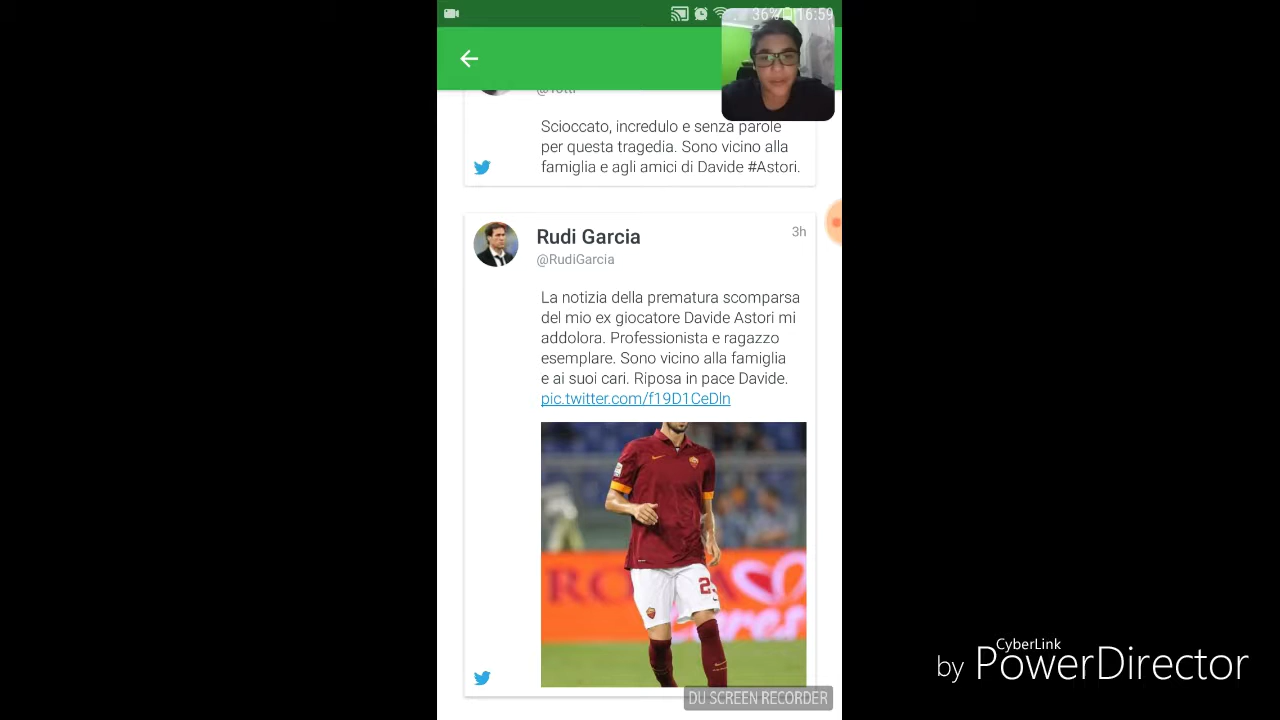 36% 16:59
@Totti
Scioccato, incredulo e senza parole
per questa tragedia. Sono vicino alla
famiglia e agli amici di Davide #Astori.
Rudi Garcia
3h
@RudiGarcia
La notizia della prematura scomparsa
del mio ex giocatore Davide Astori mi
addolora. Professionista e ragazzo
esemplare. Sono vicino alla famiglia
e ai suoi cari. Riposa in pace Davide.
pic.twitter.com/f19D1CeDln
DU SCREEN RECORDER
CyberLink
by PowerDirector